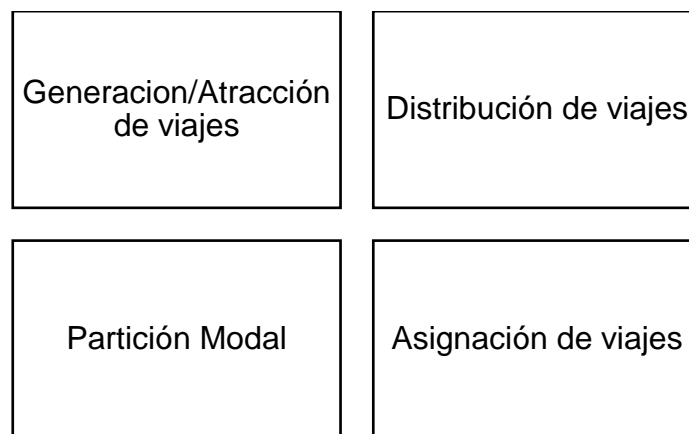 Generacion/Atracción
de viajes
Distribución de viajes
Partición Modal
Asignación de viajes